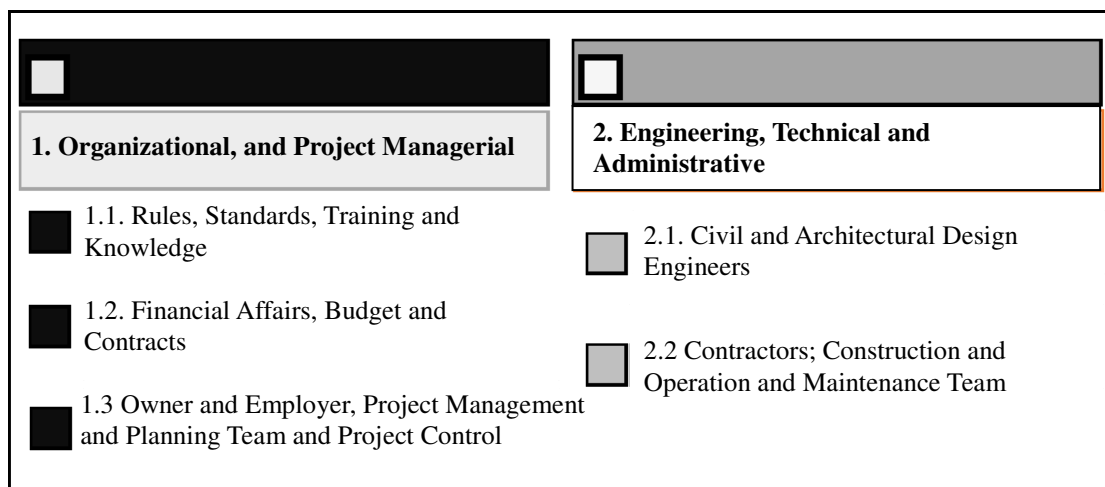 1. Organizational, and Project Managerial
1.1. Rules, Standards, Training and
Knowledge
1.2. Financial Affairs, Budget and
Contracts
1.3 Owner and Employer, Project Management
and Planning Team and Project Control
2. Engineering, Technical and
Administrative
2.1. Civil and Architectural Design
Engineers
2.2 Contractors; Construction and
Operation and Maintenance Team